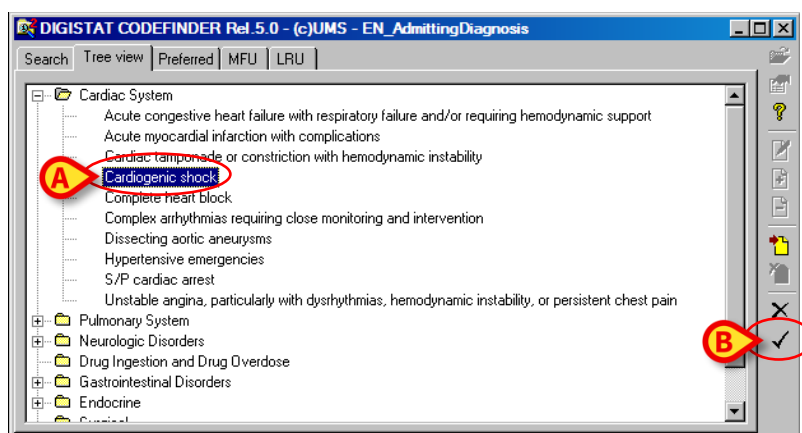 DIGISTAT CODEFINDER Rel.5.0 - (c)UMS - EN_AdmittingDiagnosis
Search Tree view Preferred MFU LRU
Cardiac System
Acute congestive heart failure with respiratory failure and/or requiring hemodynamic support
Acute myocardial infarction with complications
Cardiac tamponade or constriction with hemodynamic instability
A
Cardiogenic shock
Complete heart block
Complex arrhythmias requiring close monitoring and intervention
Dissecting aortic aneurysms
Hypertensive emergencies
S/P cardiac arrest
Unstable angina, particularly with dysrhythmias, hemodynamic instability, or persistent chest pain
Pulmonary System
Neurologic Disorders
B
Drug Ingestion and Drug Overdose
Gastrointestinal Disorders
Endocrine